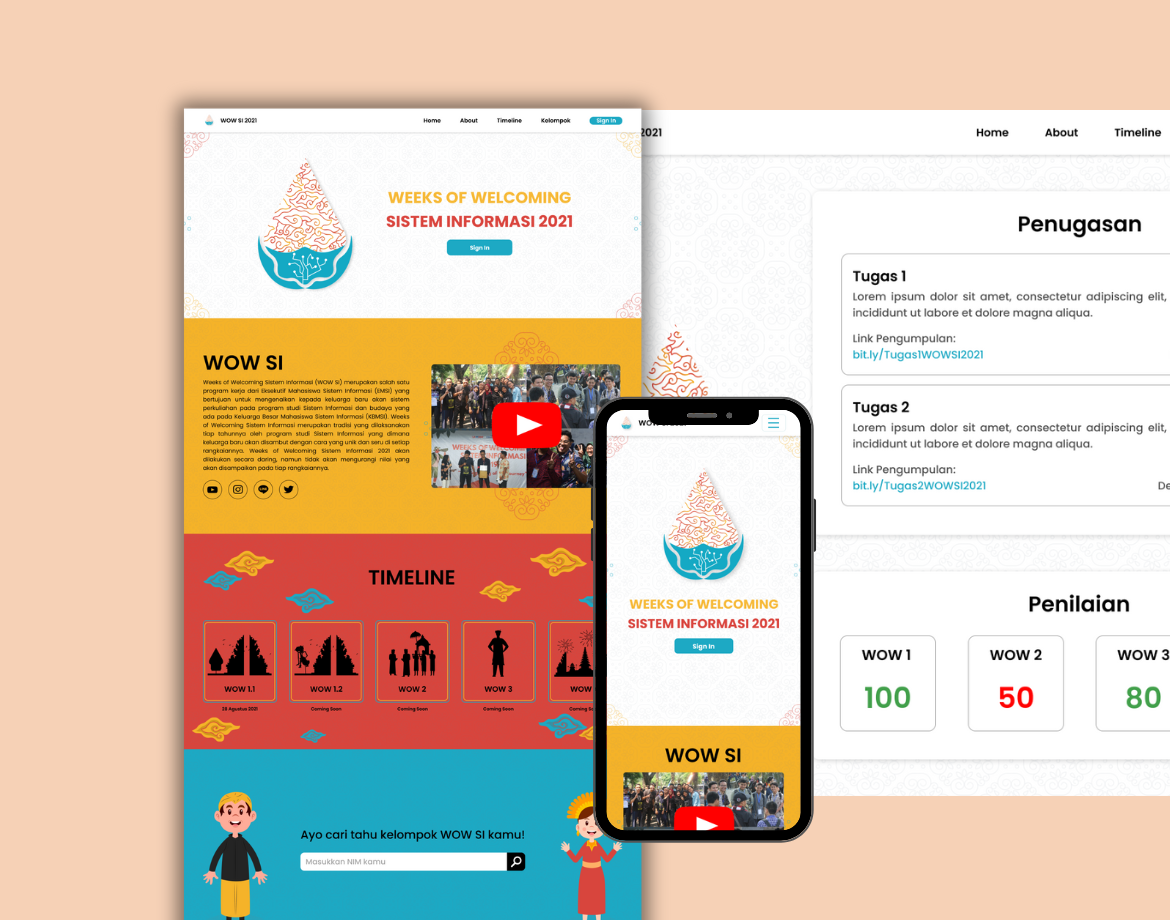 WOW SI 2021
Home
About
Timeline
Kelompok
Sign In
WEEKS OF WELCOMING
SISTEM INFORMASI 2021
Sign In
WOW SI
Weeks of Welcoming Sistem Informasi (WOW SI) merupakan salah satu
program kerja dari Eksekutif Mahasiswa Sistem Informasi (EMSI) yang
bertujuan untuk mengenalkan kepada keluarga baru akan sistem
perkuliahan pada program studi Sistem Informasi dan budaya yang
ada pada Keluarga Besar Mahasiswa Sistem Informasi (KBMSI). Weeks
of Welcoming Sistem Informasi merupakan tradisi yang dilaksanakan
tiap tahunnya oleh program studi Sistem Informasi yang dimana
keluarga baru akan disambut dengan cara yang unik dan seru di setiap
rangkaiannya. Weeks of Welcoming Sistem Informasi 2021 akan
dilakukan secara daring, namun tidak akan mengurangi nilai yang
akan disampaikan pada tiap rangkaiannya.
TIMELINE
WOW 1.1
28 Agustus 2021
WOW 1.2
Coming Soon
WOW 2
Coming Soon
WOW 3
Coming Soon
WOW
Coming
Ayo cari tahu kelompok WOW SI kamu!
Masukkan NIM kamu
WEEKS OF WELCOMING
SISTEM INFORMASI 2021
Sign In
WOW SI
2021
Home
About
Timeline
Penugasan
Tugas 1
Lorem ipsum dolor sit amet, consectetur adipiscing elit,
incididunt ut labore et dolore magna aliqua.
Link Pengumpulan:
bit.ly/Tugas1WOWSI2021
Tugas 2
Lorem ipsum dolor sit amet, consectetur adipiscing elit,
incididunt ut labore et dolore magna aliqua.
Link Pengumpulan:
bit.ly/Tugas2WOWSI2021
De
Penilaian
WOW 1
100
WOW 2
50
WOW 3
80